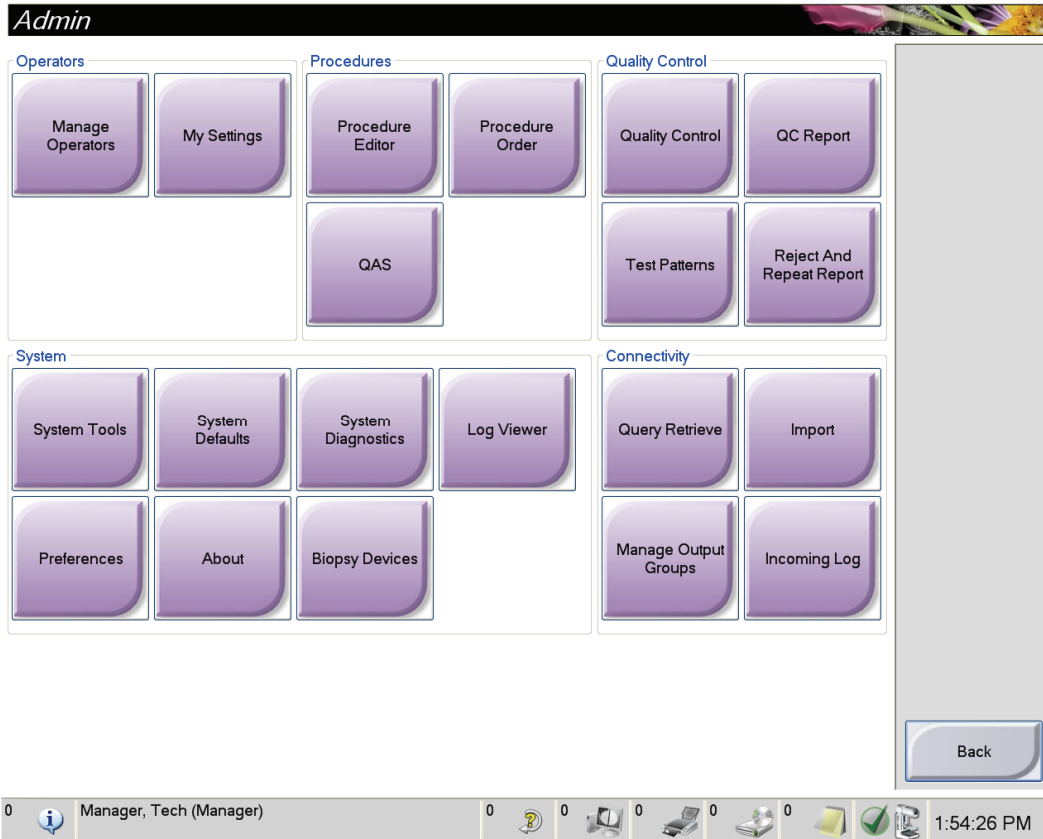 Admin
Operators
Manage
Operators
My Settings
Procedures
Procedure
Editor
Procedure
Order
QAS
Quality Control
Quality Control
QC Report
Test Patterns
Reject And
Repeat Report
System
System Tools
System
Defaults
System
Diagnostics
Log Viewer
Preferences
About
Biopsy Devices
Connectivity
Query Retrieve
Import
Manage Output
Groups
Incoming Log
Back
0 Manager, Tech (Manager) 0 0 0 0 0 1:54:26 PM